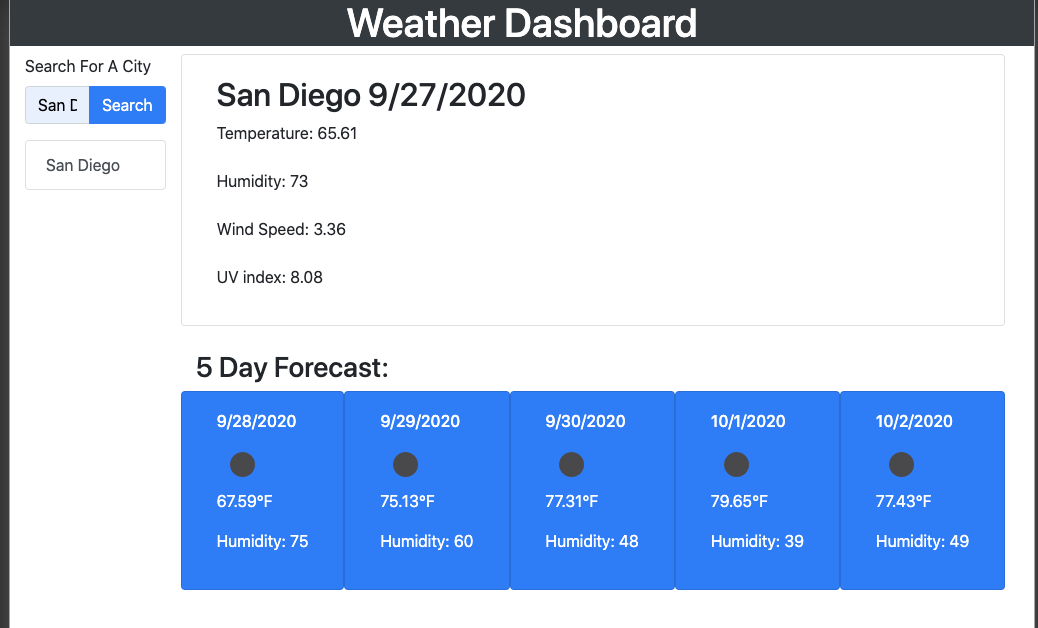 Weather Dashboard
Search For A City
San D
Search
San Diego
San Diego 9/27/2020
Temperature: 65.61
Humidity: 73
Wind Speed: 3.36
UV index: 8.08
5 Day Forecast:
9/28/2020
67.59°F
Humidity: 75
9/29/2020
75.13°F
Humidity: 60
9/30/2020
77.31°F
Humidity: 48
10/1/2020
79.65°F
Humidity: 39
10/2/2020
77.43°F
Humidity: 49